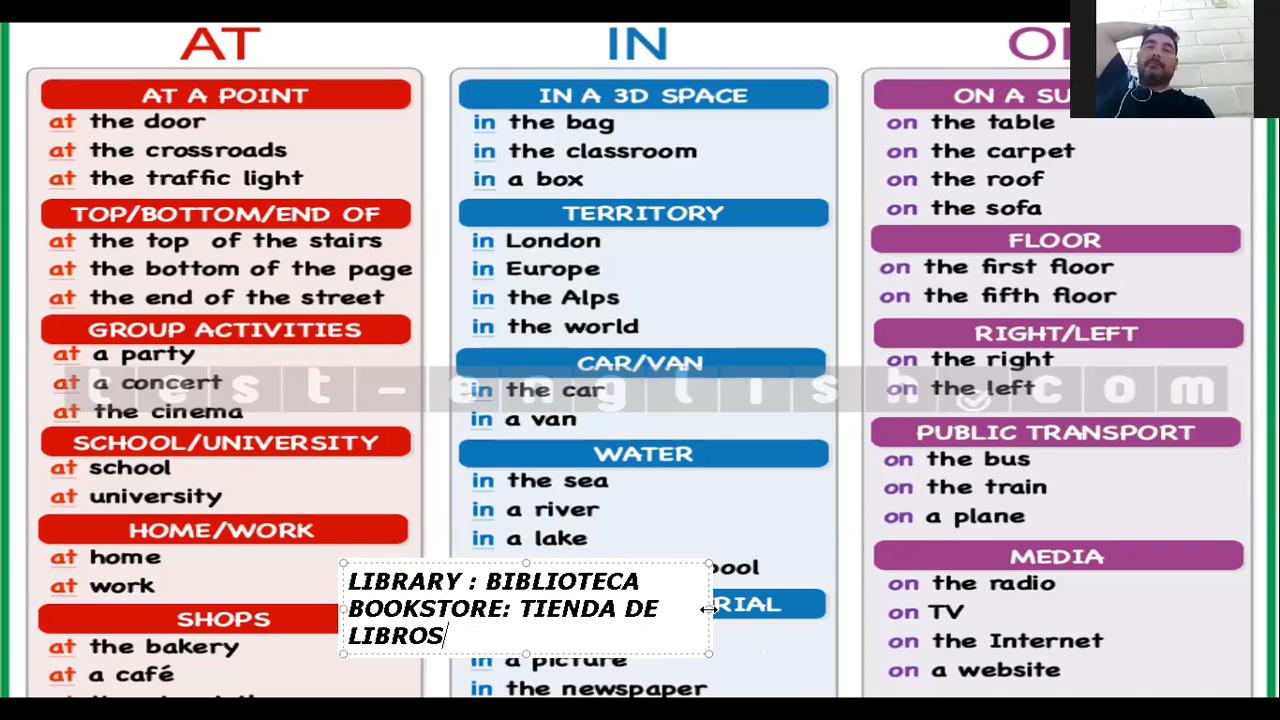 AT
AT A POINT
at the door
at the crossroads
at the traffic light
TOP/BOTTOM/END OF
at the top of the stairs
at the bottom of the page
at the end of the street
GROUP ACTIVITIES
at a party
at a concert
at the cinema
SCHOOL/UNIVERSITY
at school
at university
HOME/WORK
at home
at work
SHOPS
at the bakery
at a café
IN
IN A 3D SPACE
in the bag
in the classroom
in a box
TERRITORY
in London
in Europe
in the Alps
in the world
CAR/VAN
in the car
in a van
WATER
in the sea
in a river
in a lake
in a picture
in the newspaper
ON A
on the table
on the carpet
on the roof
on the sofa
FLOOR
on the first floor
on the fifth floor
RIGHT/LEFT
on the right
on the left
PUBLIC TRANSPORT
on the bus
on the train
on a plane
MEDIA
on the radio
on TV
on the Internet
on a website
LIBRARY : BIBLIOTECA
BOOKSTORE: TIENDA DE
LIBROS
test-english.com